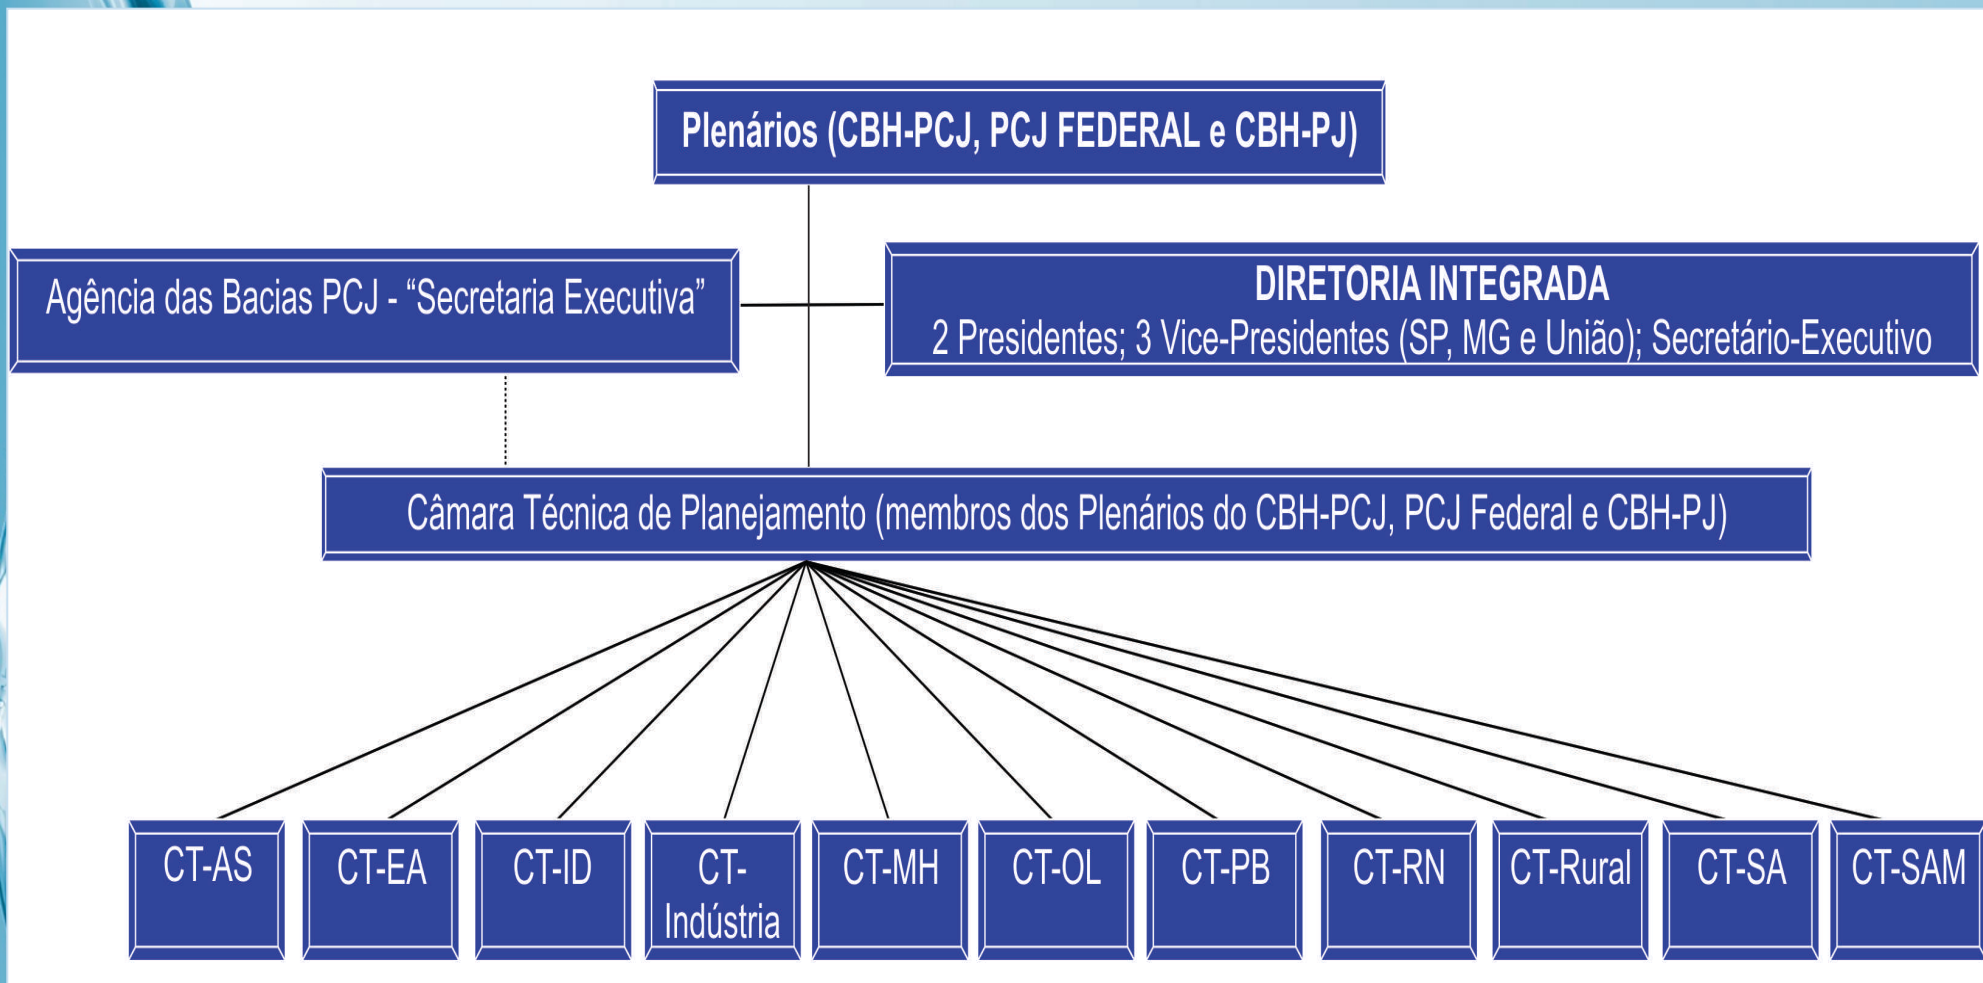 Plenários (CBH-PCJ, PCJ FEDERAL e CBH-PJ)
Agência das Bacias PCJ - “Secretaria Executiva”
DIRETORIA INTEGRADA
2 Presidentes; 3 Vice-Presidentes (SP, MG e União); Secretário-Executivo
Câmara Técnica de Planejamento (membros dos Plenários do CBH-PCJ, PCJ Federal e CBH-PJ)
CT-AS
CT-EA
CT-ID
CT-
Indústria
CT-MH
CT-OL
CT-PB
CT-RN
CT-Rural
CT-SA
CT-SAM